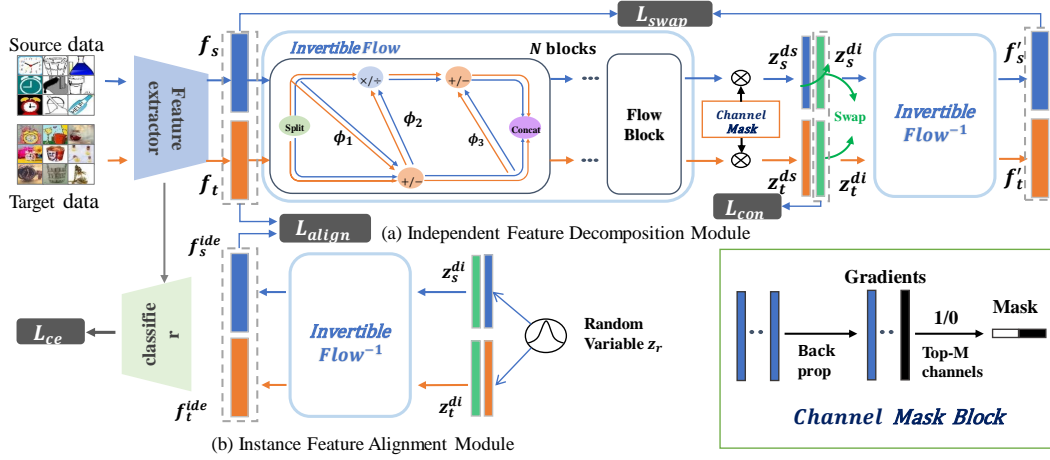 Source data
Target data
Feature extractor
f_s
f_t
L_swap
Invertible Flow
N blocks
Split
×/÷
+/−
ϕ_1
ϕ_2
ϕ_3
+/−
Concat
Flow Block
Channel Mask
z_s^{ds}
z_s^{di}
Swap
z_t^{ds}
z_t^{di}
L_con
Invertible
Flow^{-1}
f_s'
f_t'
L_align
(a) Independent Feature Decomposition Module
f_s^{ide}
f_t^{ide}
classifie
r
L_ce
Invertible
Flow^{-1}
z_s^{di}
z_t^{di}
Random
Variable z_r
(b) Instance Feature Alignment Module
Gradients
Mask
1/0
Back
prop
Top-M
channels
Channel Mask Block